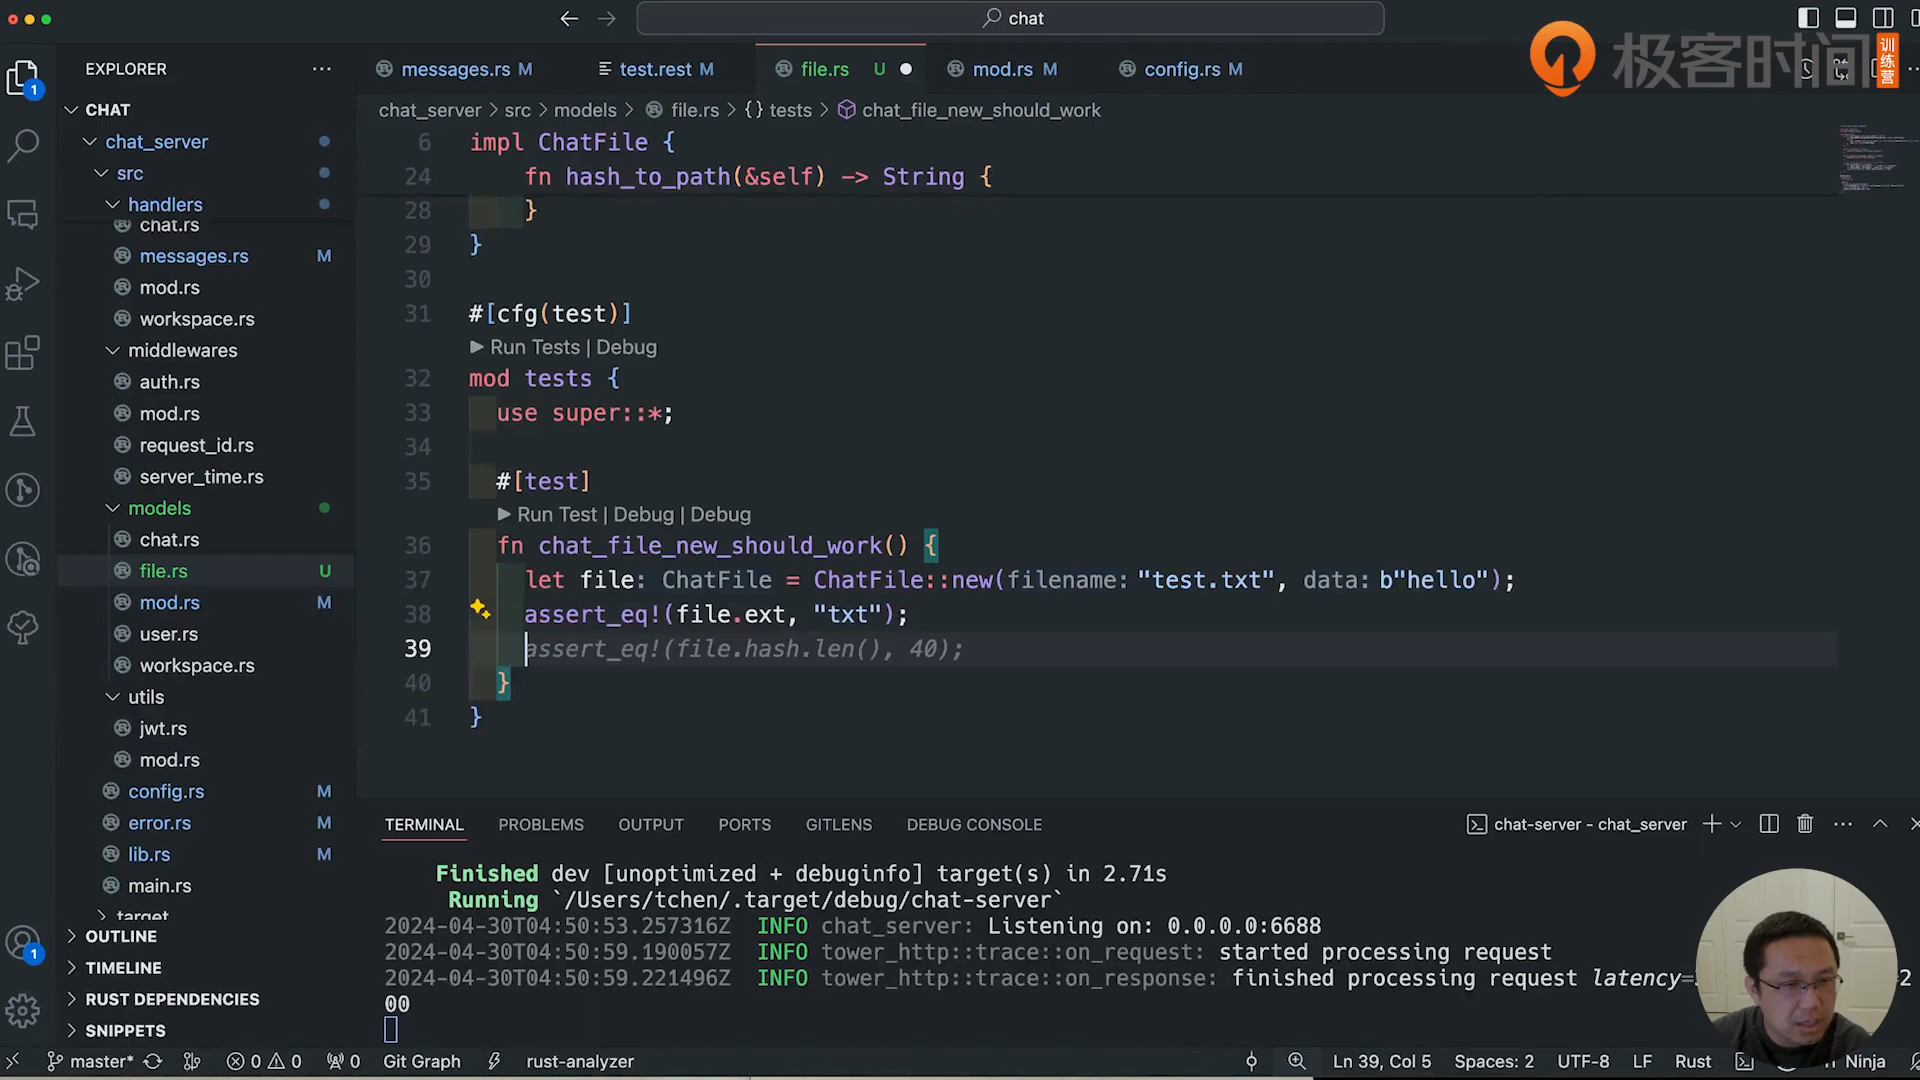 chat
极客时间
训练营
EXPLORER
messages.rs M
test.rest M
file.rs U
mod.rs M
config.rs M
CHAT
chat_server > src > models > file.rs > {} tests > chat_file_new_should_work
chat_server
src
handlers
chat.rs
messages.rs M
mod.rs
workspace.rs
middlewares
auth.rs
mod.rs
request_id.rs
server_time.rs
models
chat.rs
file.rs U
mod.rs M
user.rs
workspace.rs
utils
jwt.rs
mod.rs
config.rs M
error.rs M
lib.rs M
main.rs
target
OUTLINE
TIMELINE
RUST DEPENDENCIES
SNIPPETS
1
1
6 impl ChatFile {
24 fn hash_to_path(&self) -> String {
28 }
29 }
30
31 #[cfg(test)]
Run Tests | Debug
32 mod tests {
33 use super::*;
34
35 #[test]
Run Test | Debug | Debug
36 fn chat_file_new_should_work() {
37 let file: ChatFile = ChatFile::new(filename: "test.txt", data: b"hello");
38 assert_eq!(file.ext, "txt");
39 assert_eq!(file.hash.len(), 40);
40 }
41 }
TERMINAL PROBLEMS OUTPUT PORTS GITLENS DEBUG CONSOLE
chat-server - chat_server
Finished dev [unoptimized + debuginfo] target(s) in 2.71s
Running `/Users/tchen/.target/debug/chat-server`
2024-04-30T04:50:53.257316Z INFO chat_server: Listening on: 0.0.0.0:6688
2024-04-30T04:50:59.190057Z INFO tower_http::trace::on_request: started processing request
2024-04-30T04:50:59.221496Z INFO tower_http::trace::on_response: finished processing request latency=
=2
00
master* 0 0 0 Git Graph rust-analyzer
Ln 39, Col 5 Spaces: 2 UTF-8 LF Rust Ninja